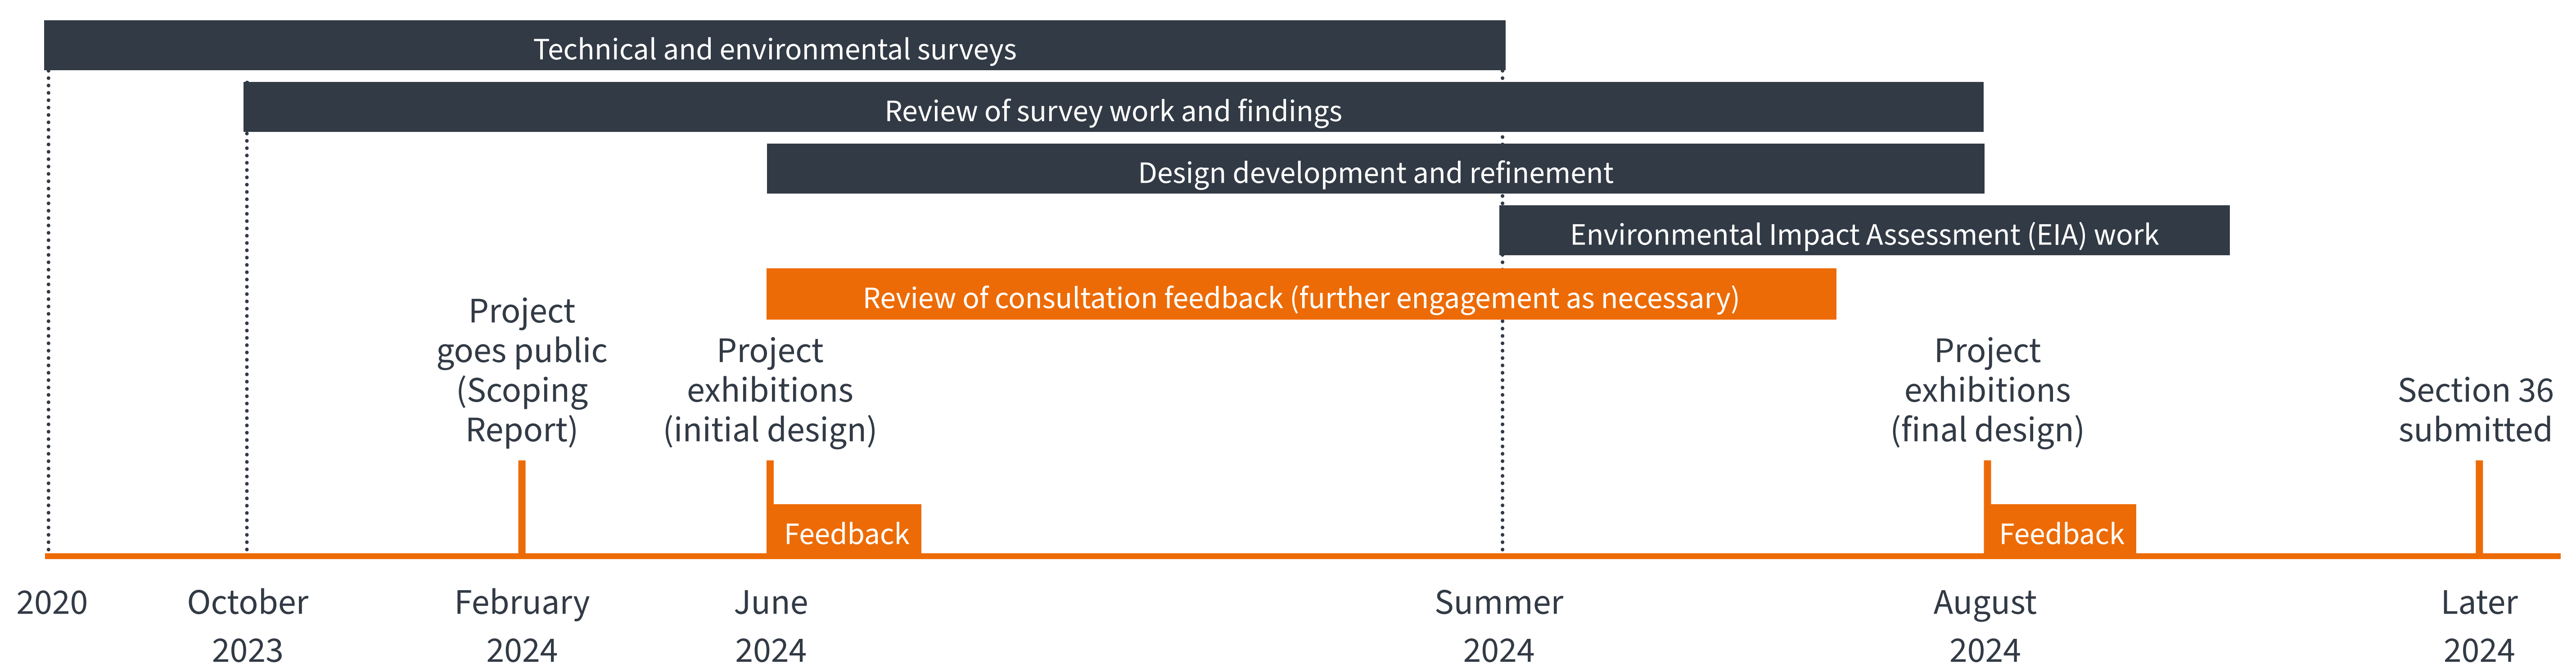 Technical and environmental surveys
Review of survey work and findings
Design development and refinement
Environmental Impact Assessment (EIA) work
Review of consultation feedback (further engagement as necessary)
Project
goes public
(Scoping
Report)
Project
exhibitions
(initial design)
Project
exhibitions
(final design)
Section 36
submitted
Feedback
Feedback
2020
October
2023
February
2024
June
2024
Summer
2024
August
2024
Later
2024